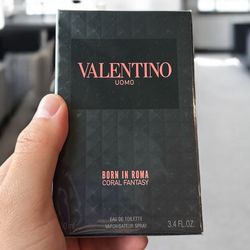 VALENTINO
UOMO
BORN IN ROMA
CORAL FANTASY
EAU DE TOILETTE
VAPORISATEUR SPRAY
3.4 FL.OZ